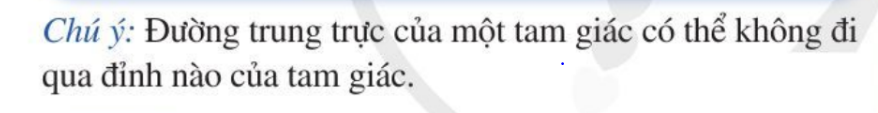 Chú ý: Đường trung trực của một tam giác có thể không đi
qua đỉnh nào của tam giác.